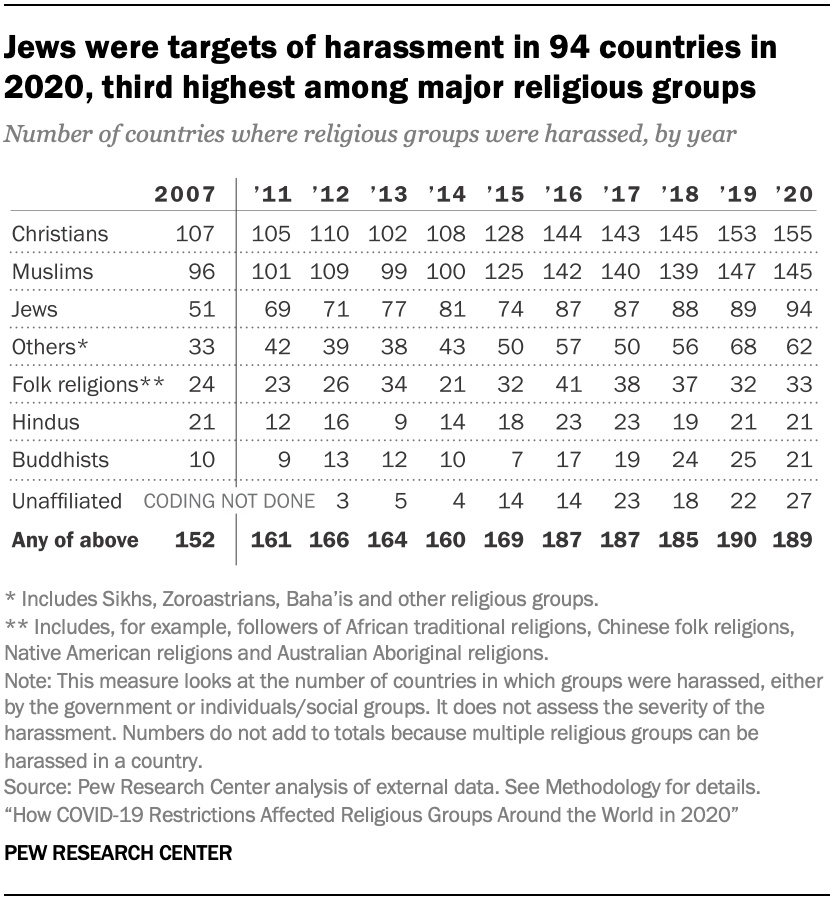 Jews were targets of harassment in 94 countries in
2020, third highest among major religious groups
Number of countries where religious groups were harassed, by year
2007 ’11 ’12 ’13 ’14 ’15 ’16 ’17 ’18 ’19 ’20
Christians 107 105 110 102 108 128 144 143 145 153 155
Muslims 96 101 109 99 100 125 142 140 139 147 145
Jews 51 69 71 77 81 74 87 87 88 89 94
Others* 33 42 39 38 43 50 57 50 56 68 62
Folk religions** 24 23 26 34 21 32 41 38 37 32 33
Hindus 21 12 16 9 14 18 23 23 19 21 21
Buddhists 10 9 13 12 10 7 17 19 24 25 21
Unaffiliated CODING NOT DONE 3 5 4 14 14 23 18 22 27
Any of above 152 161 166 164 160 169 187 187 185 190 189
* Includes Sikhs, Zoroastrians, Baha’is and other religious groups.
** Includes, for example, followers of African traditional religions, Chinese folk religions,
Native American religions and Australian Aboriginal religions.
Note: This measure looks at the number of countries in which groups were harassed, either
by the government or individuals/social groups. It does not assess the severity of the
harassment. Numbers do not add to totals because multiple religious groups can be
harassed in a country.
Source: Pew Research Center analysis of external data. See Methodology for details.
“How COVID-19 Restrictions Affected Religious Groups Around the World in 2020”
PEW RESEARCH CENTER